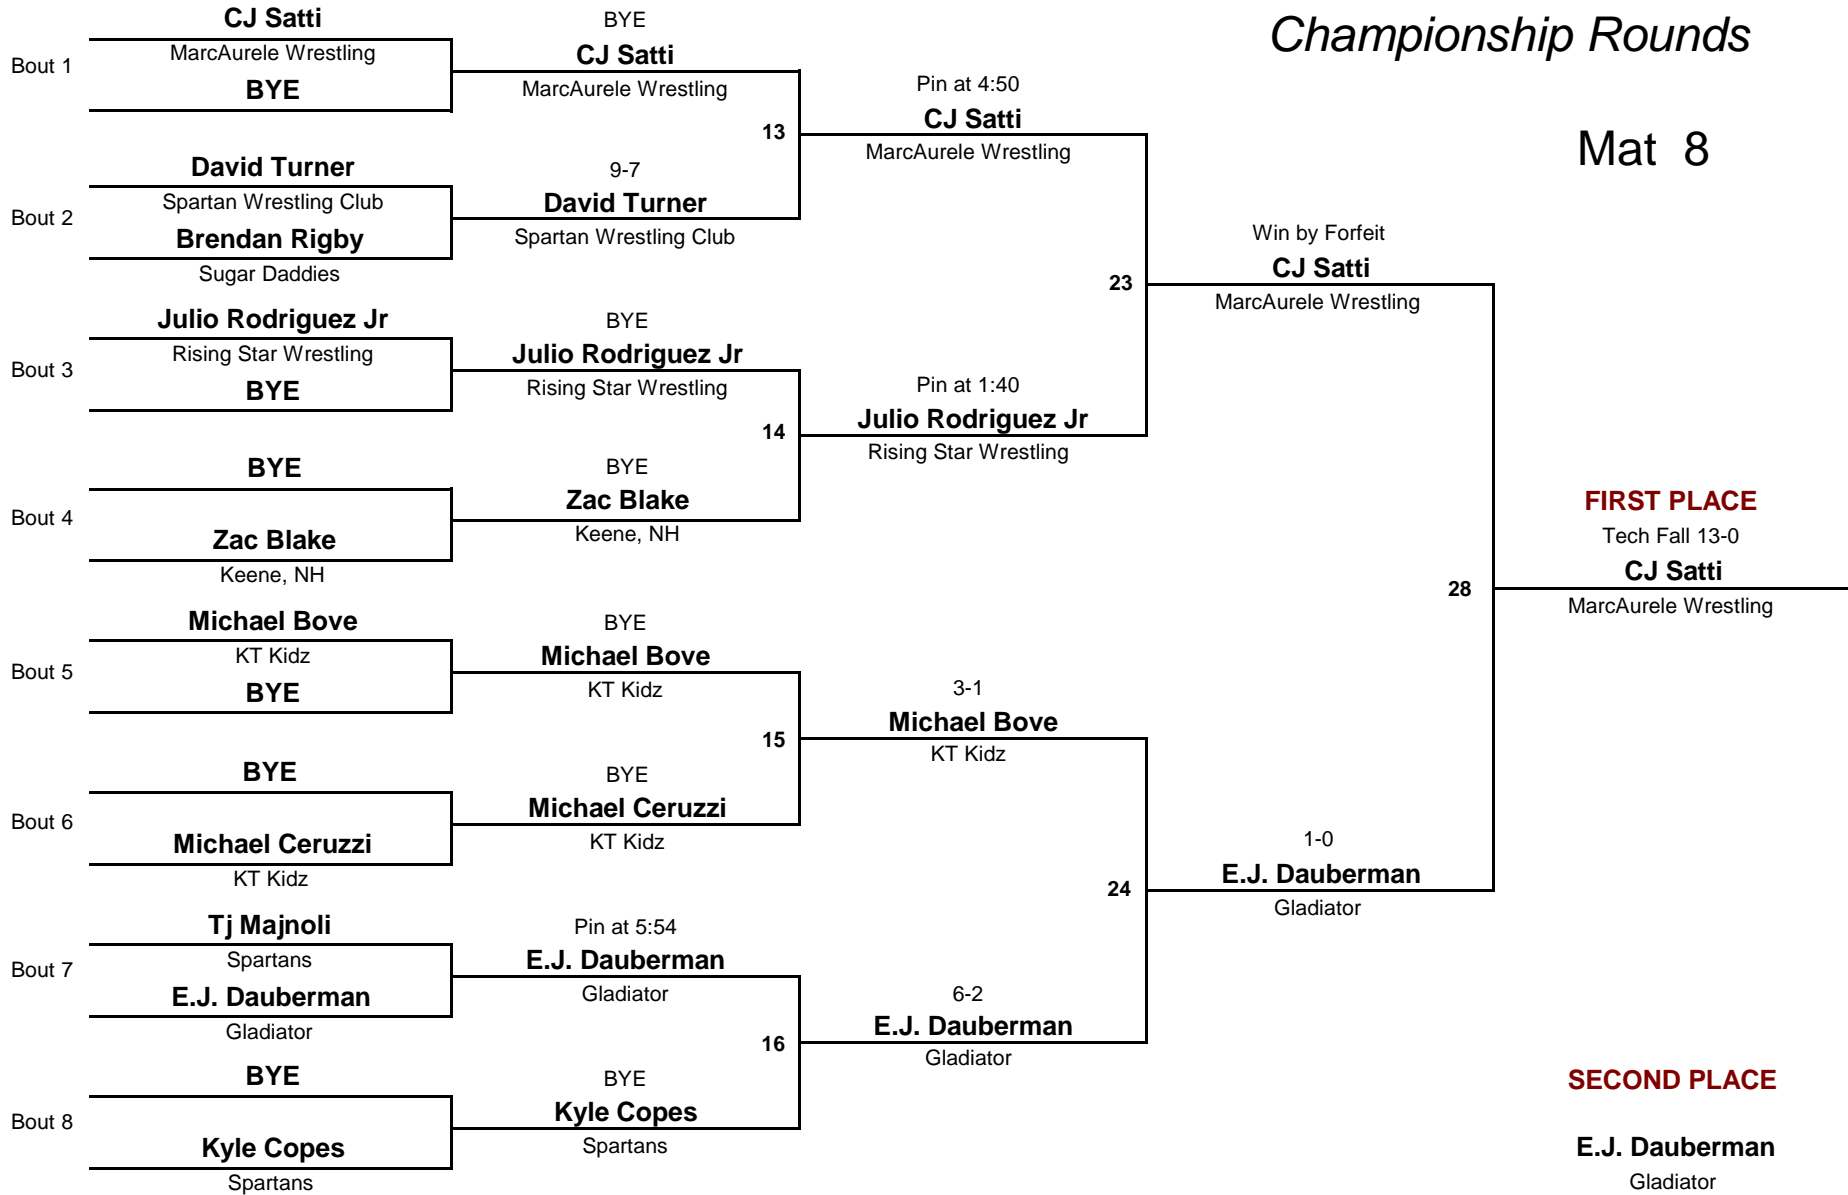 Championship Rounds
Mat 8
Bout 1
CJ Satti
MarcAurele Wrestling
BYE
Bout 2
David Turner
Spartan Wrestling Club
Brendan Rigby
Sugar Daddies
Bout 3
Julio Rodriguez Jr
Rising Star Wrestling
BYE
Bout 4
BYE
Zac Blake
Keene, NH
Bout 5
Michael Bove
KT Kidz
BYE
Bout 6
BYE
Michael Ceruzzi
KT Kidz
Bout 7
Tj Majnoli
Spartans
E.J. Dauberman
Gladiator
Bout 8
BYE
Kyle Copes
Spartans
BYE
CJ Satti
MarcAurele Wrestling
13
9-7
David Turner
Spartan Wrestling Club
BYE
Julio Rodriguez Jr
Rising Star Wrestling
14
BYE
Zac Blake
Keene, NH
BYE
Michael Bove
KT Kidz
15
BYE
Michael Ceruzzi
KT Kidz
Pin at 5:54
E.J. Dauberman
Gladiator
16
BYE
Kyle Copes
Spartans
Pin at 4:50
CJ Satti
MarcAurele Wrestling
23
Pin at 1:40
Julio Rodriguez Jr
Rising Star Wrestling
3-1
Michael Bove
KT Kidz
24
6-2
E.J. Dauberman
Gladiator
Win by Forfeit
CJ Satti
MarcAurele Wrestling
28
1-0
E.J. Dauberman
Gladiator
FIRST PLACE
Tech Fall 13-0
CJ Satti
MarcAurele Wrestling
SECOND PLACE
E.J. Dauberman
Gladiator